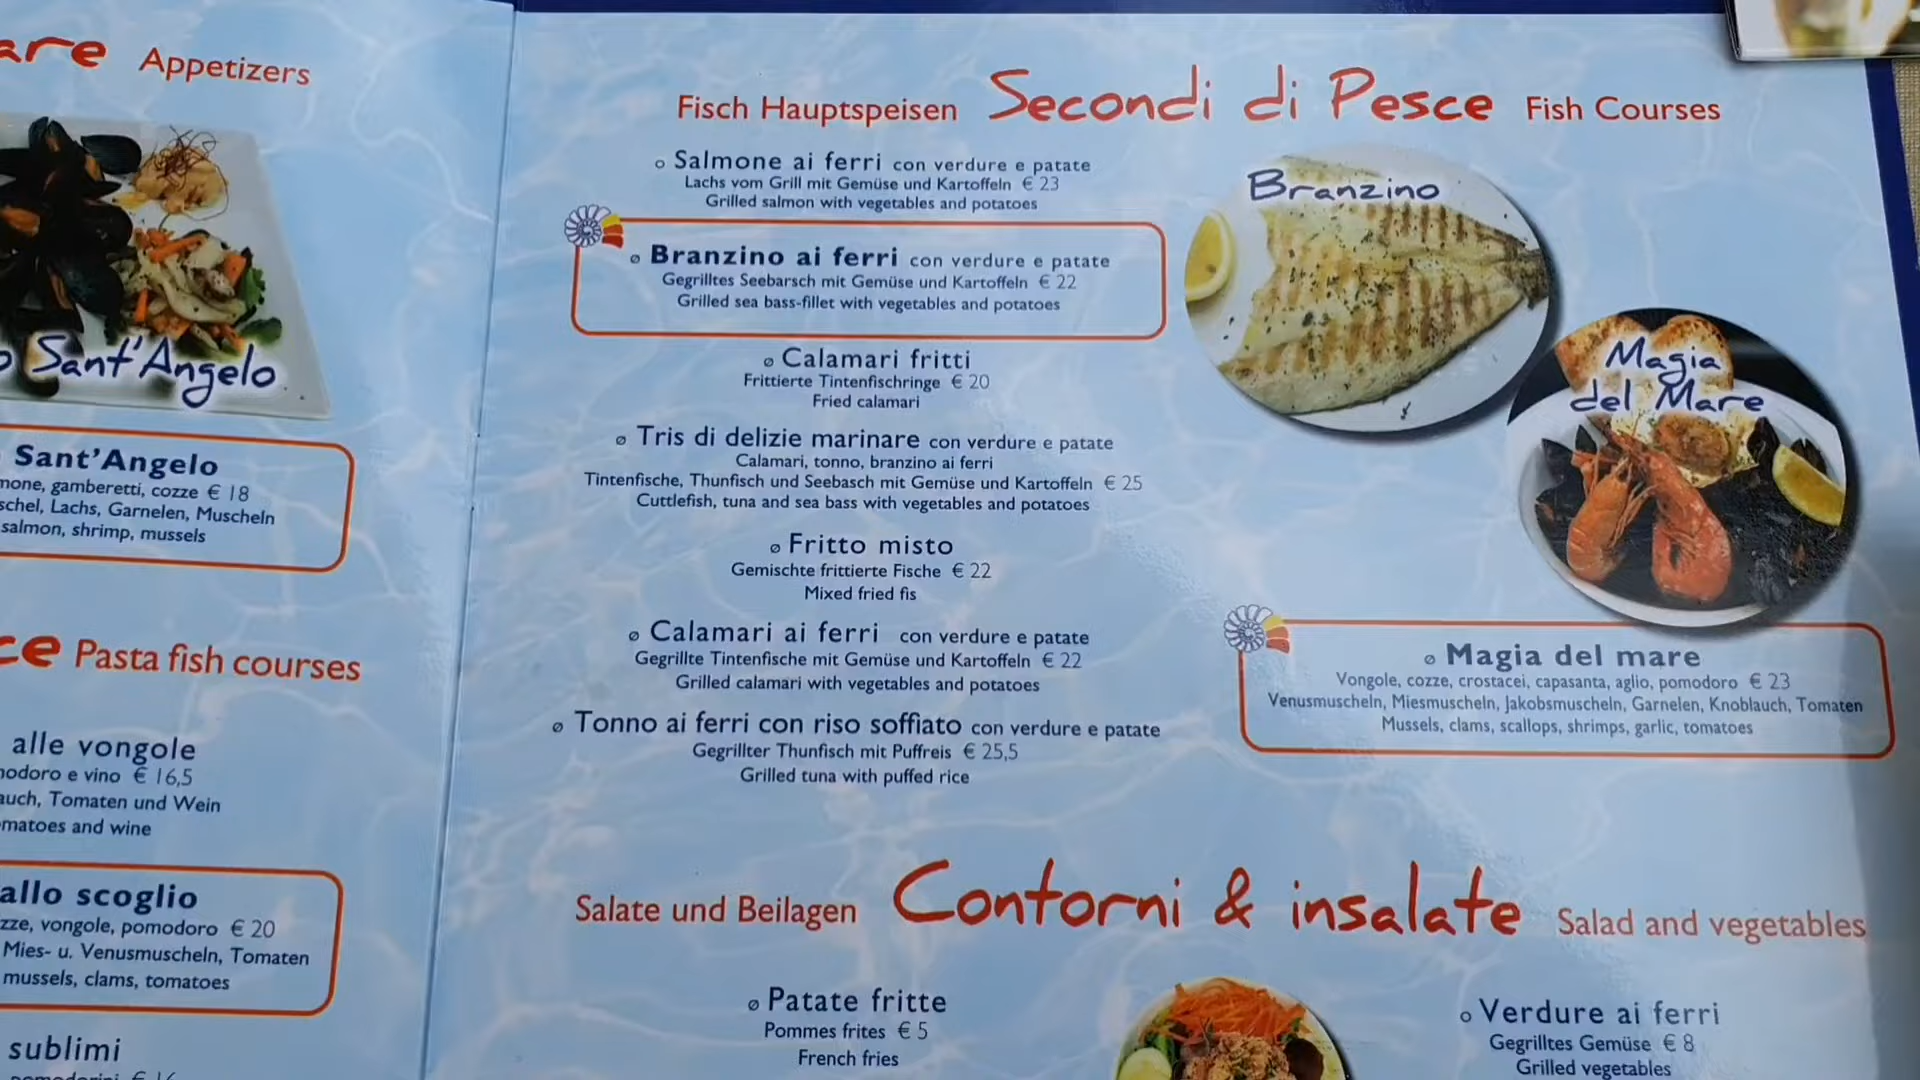 Appetizers
Sant'Angelo
Sant'Angelo
gamberetti, cozze € 18
Lachs, Garnelen, Muscheln
salmon, shrimp, mussels
Pasta fish courses
alle vongole
e vino € 16,5
Tomaten und Wein
and wine
allo scoglio
vongole, pomodoro € 20
Mies- u. Venusmuscheln, Tomaten
mussels, clams, tomatoes
sublimi
Fisch Hauptspeisen Secondi di Pesce Fish Courses
Salmone ai ferri con verdure e patate
Lachs vom Grill mit Gemüse und Kartoffeln € 23
Grilled salmon with vegetables and potatoes
Branzino ai ferri con verdure e patate
Gegrilltes Seebarsch mit Gemüse und Kartoffeln € 22
Grilled sea bass-fillet with vegetables and potatoes
Calamari fritti
Frittierte Tintenfischringe € 20
Fried calamari
Tris di delizie marinare con verdure e patate
Calamari, tonno, branzino ai ferri
Tintenfische, Thunfisch und Seebasch mit Gemüse und Kartoffeln € 25
Cuttlefish, tuna and sea bass with vegetables and potatoes
Fritto misto
Gemischte frittierte Fische € 22
Mixed fried fis
Calamari ai ferri con verdure e patate
Gegrillte Tintenfische mit Gemüse und Kartoffeln € 22
Grilled calamari with vegetables and potatoes
Tonno ai ferri con riso soffiato con verdure e patate
Gegrillter Thunfisch mit Puffreis € 25,5
Grilled tuna with puffed rice
Branzino
Magia
del Mare
Magia del mare
Vongole, cozze, crostacei, capasanta, aglio, pomodoro € 23
Venusmuscheln, Miesmuscheln, Jakobsmuscheln, Garnelen, Knoblauch, Tomaten
Mussels, clams, scallops, shrimps, garlic, tomatoes
Salate und Beilagen Contorni & insalate Salad and vegetables
Patate fritte
Pommes frites € 5
French fries
Verdure ai ferri
Gegrilltes Gemüse € 8
Grilled vegetables